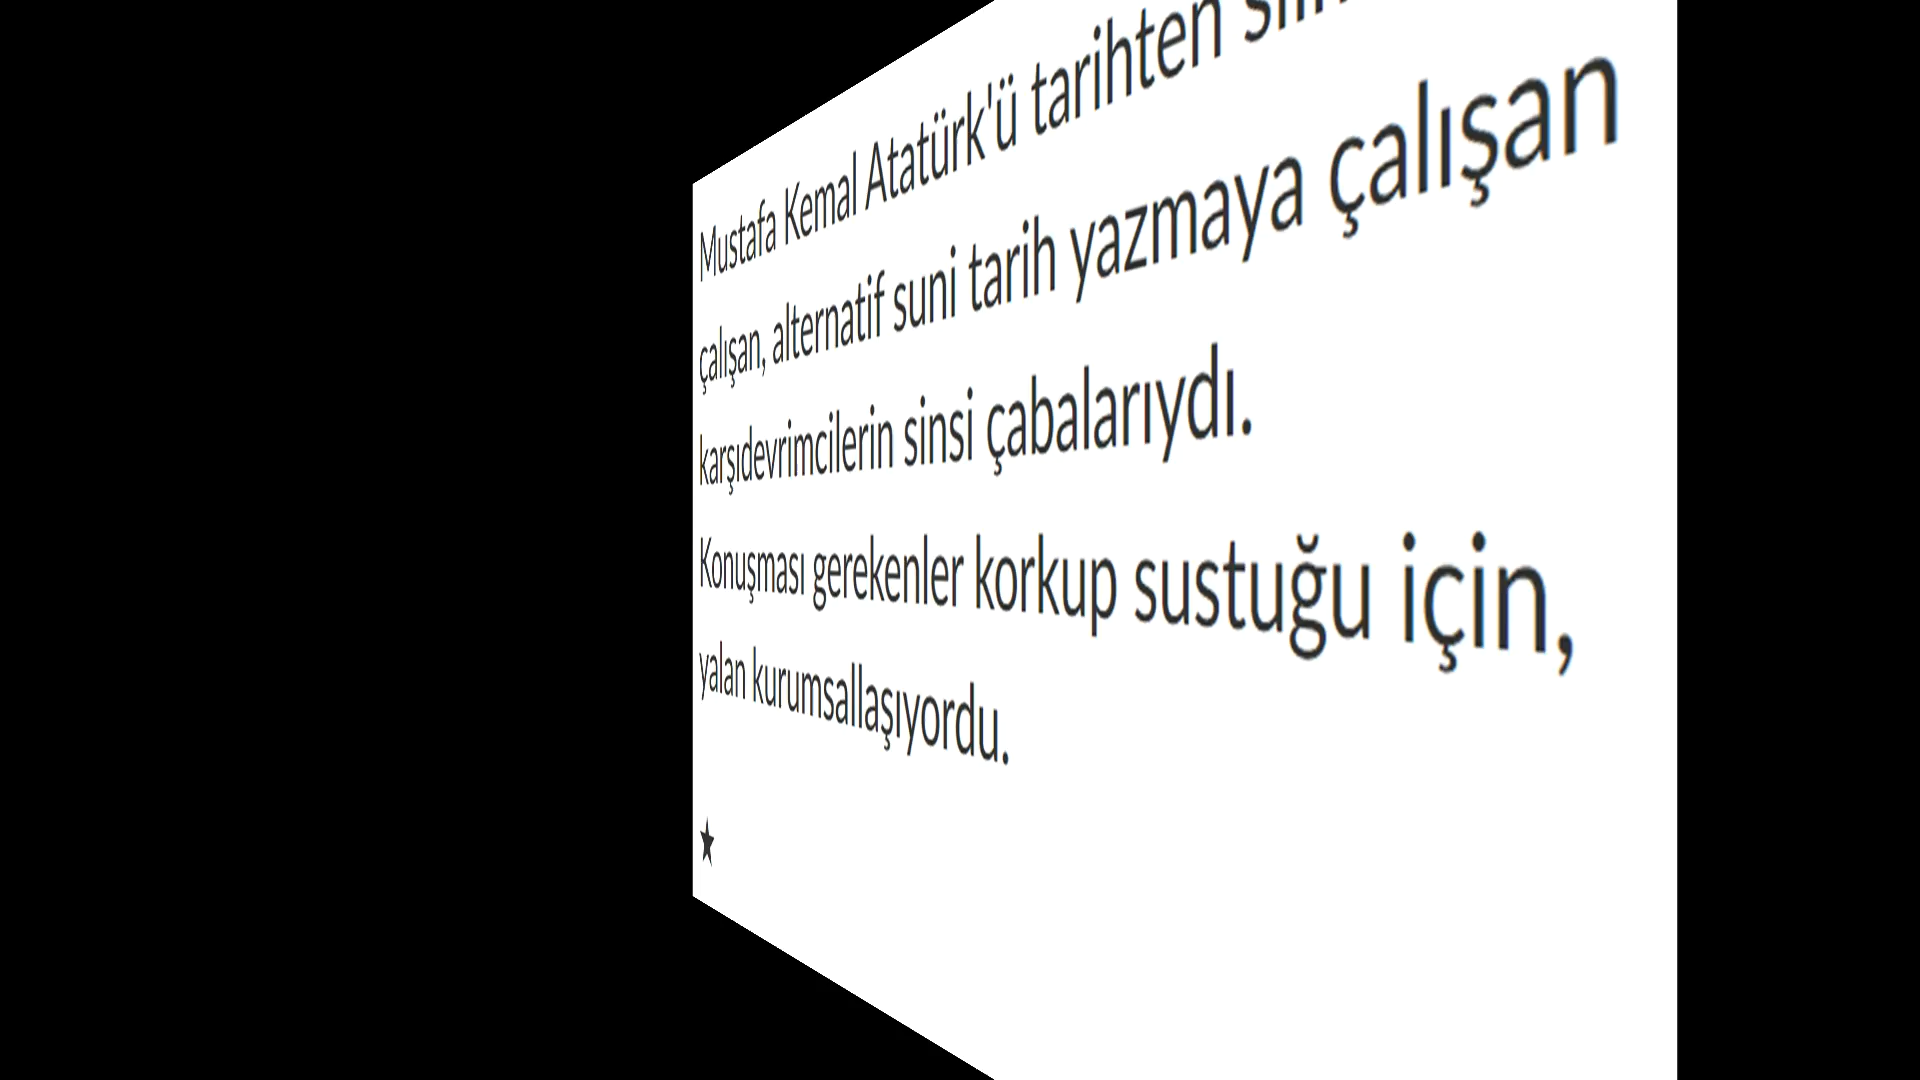 Mustafa Kemal Atatürk'ü tarihten
çalışan, alternatif suni tarih yazmaya çalışan
karşıdevrimcilerin sinsi çabalarıydı.
Konuşması gerekenler korkup sustuğu için,
yalan kurumsallaşıyordu.
★